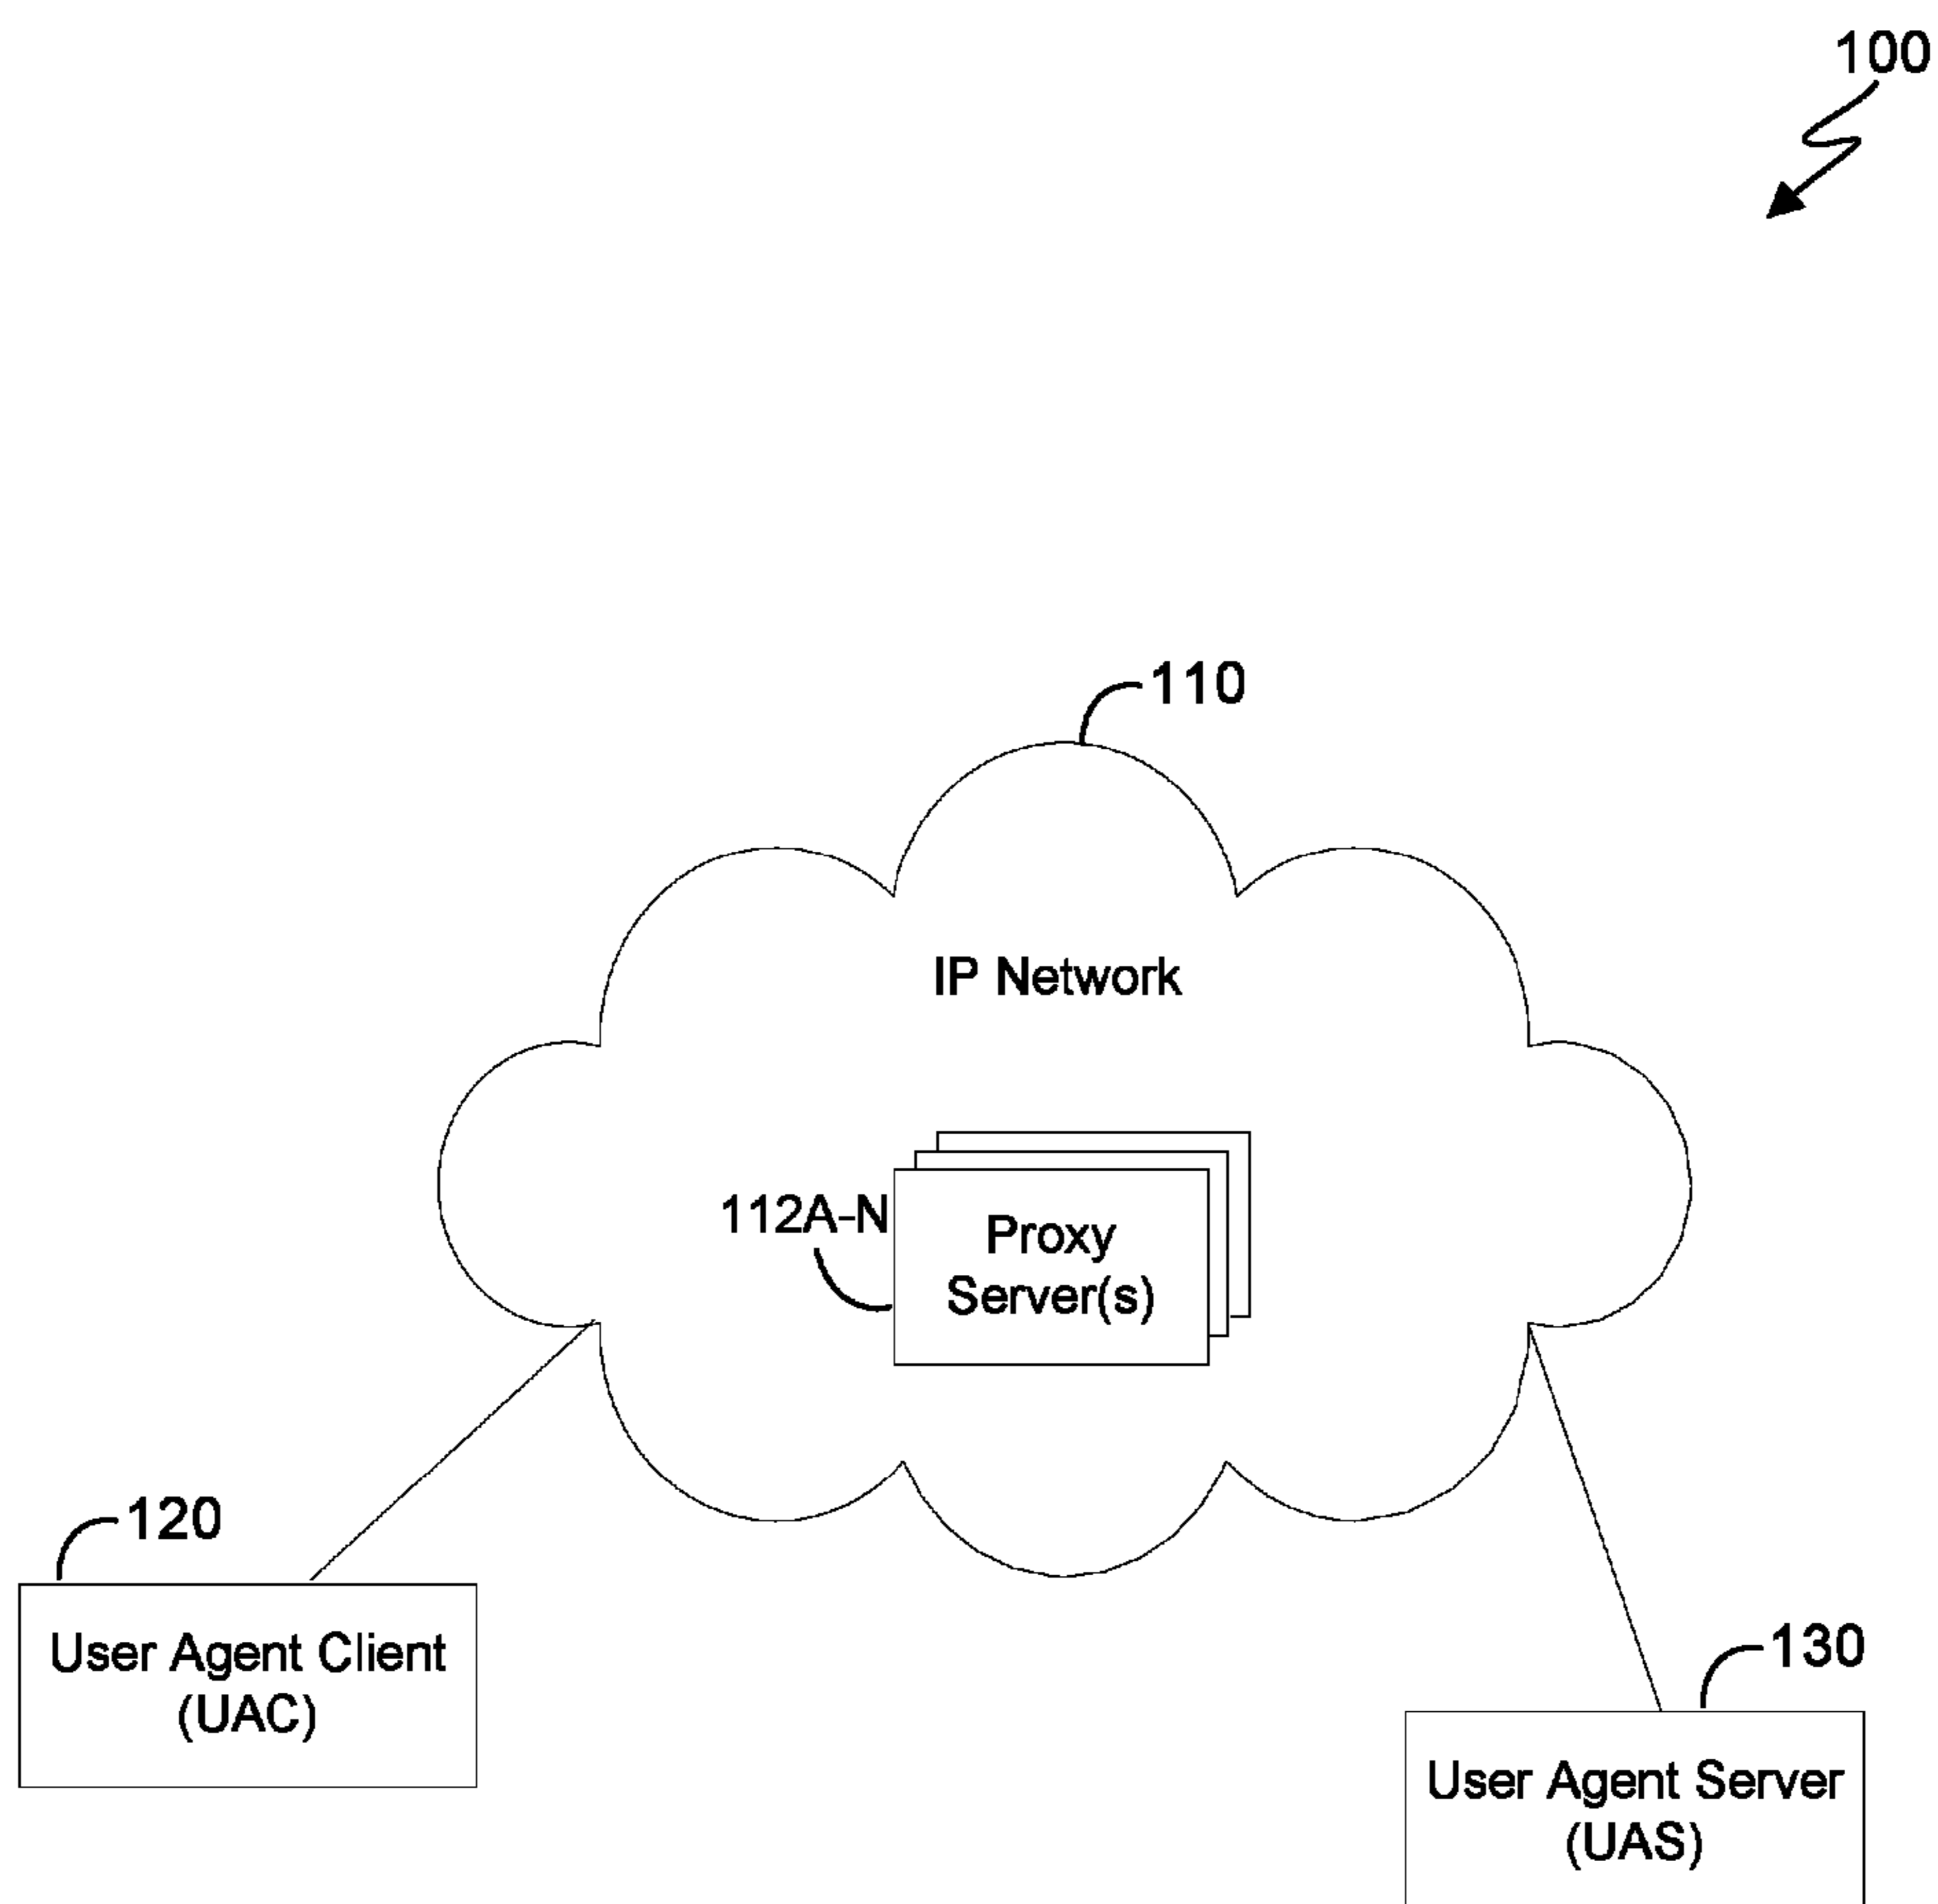 100
110
IP Network
112A-N
Proxy
Server(s)
120
User Agent Client
(UAC)
130
User Agent Server
(UAS)